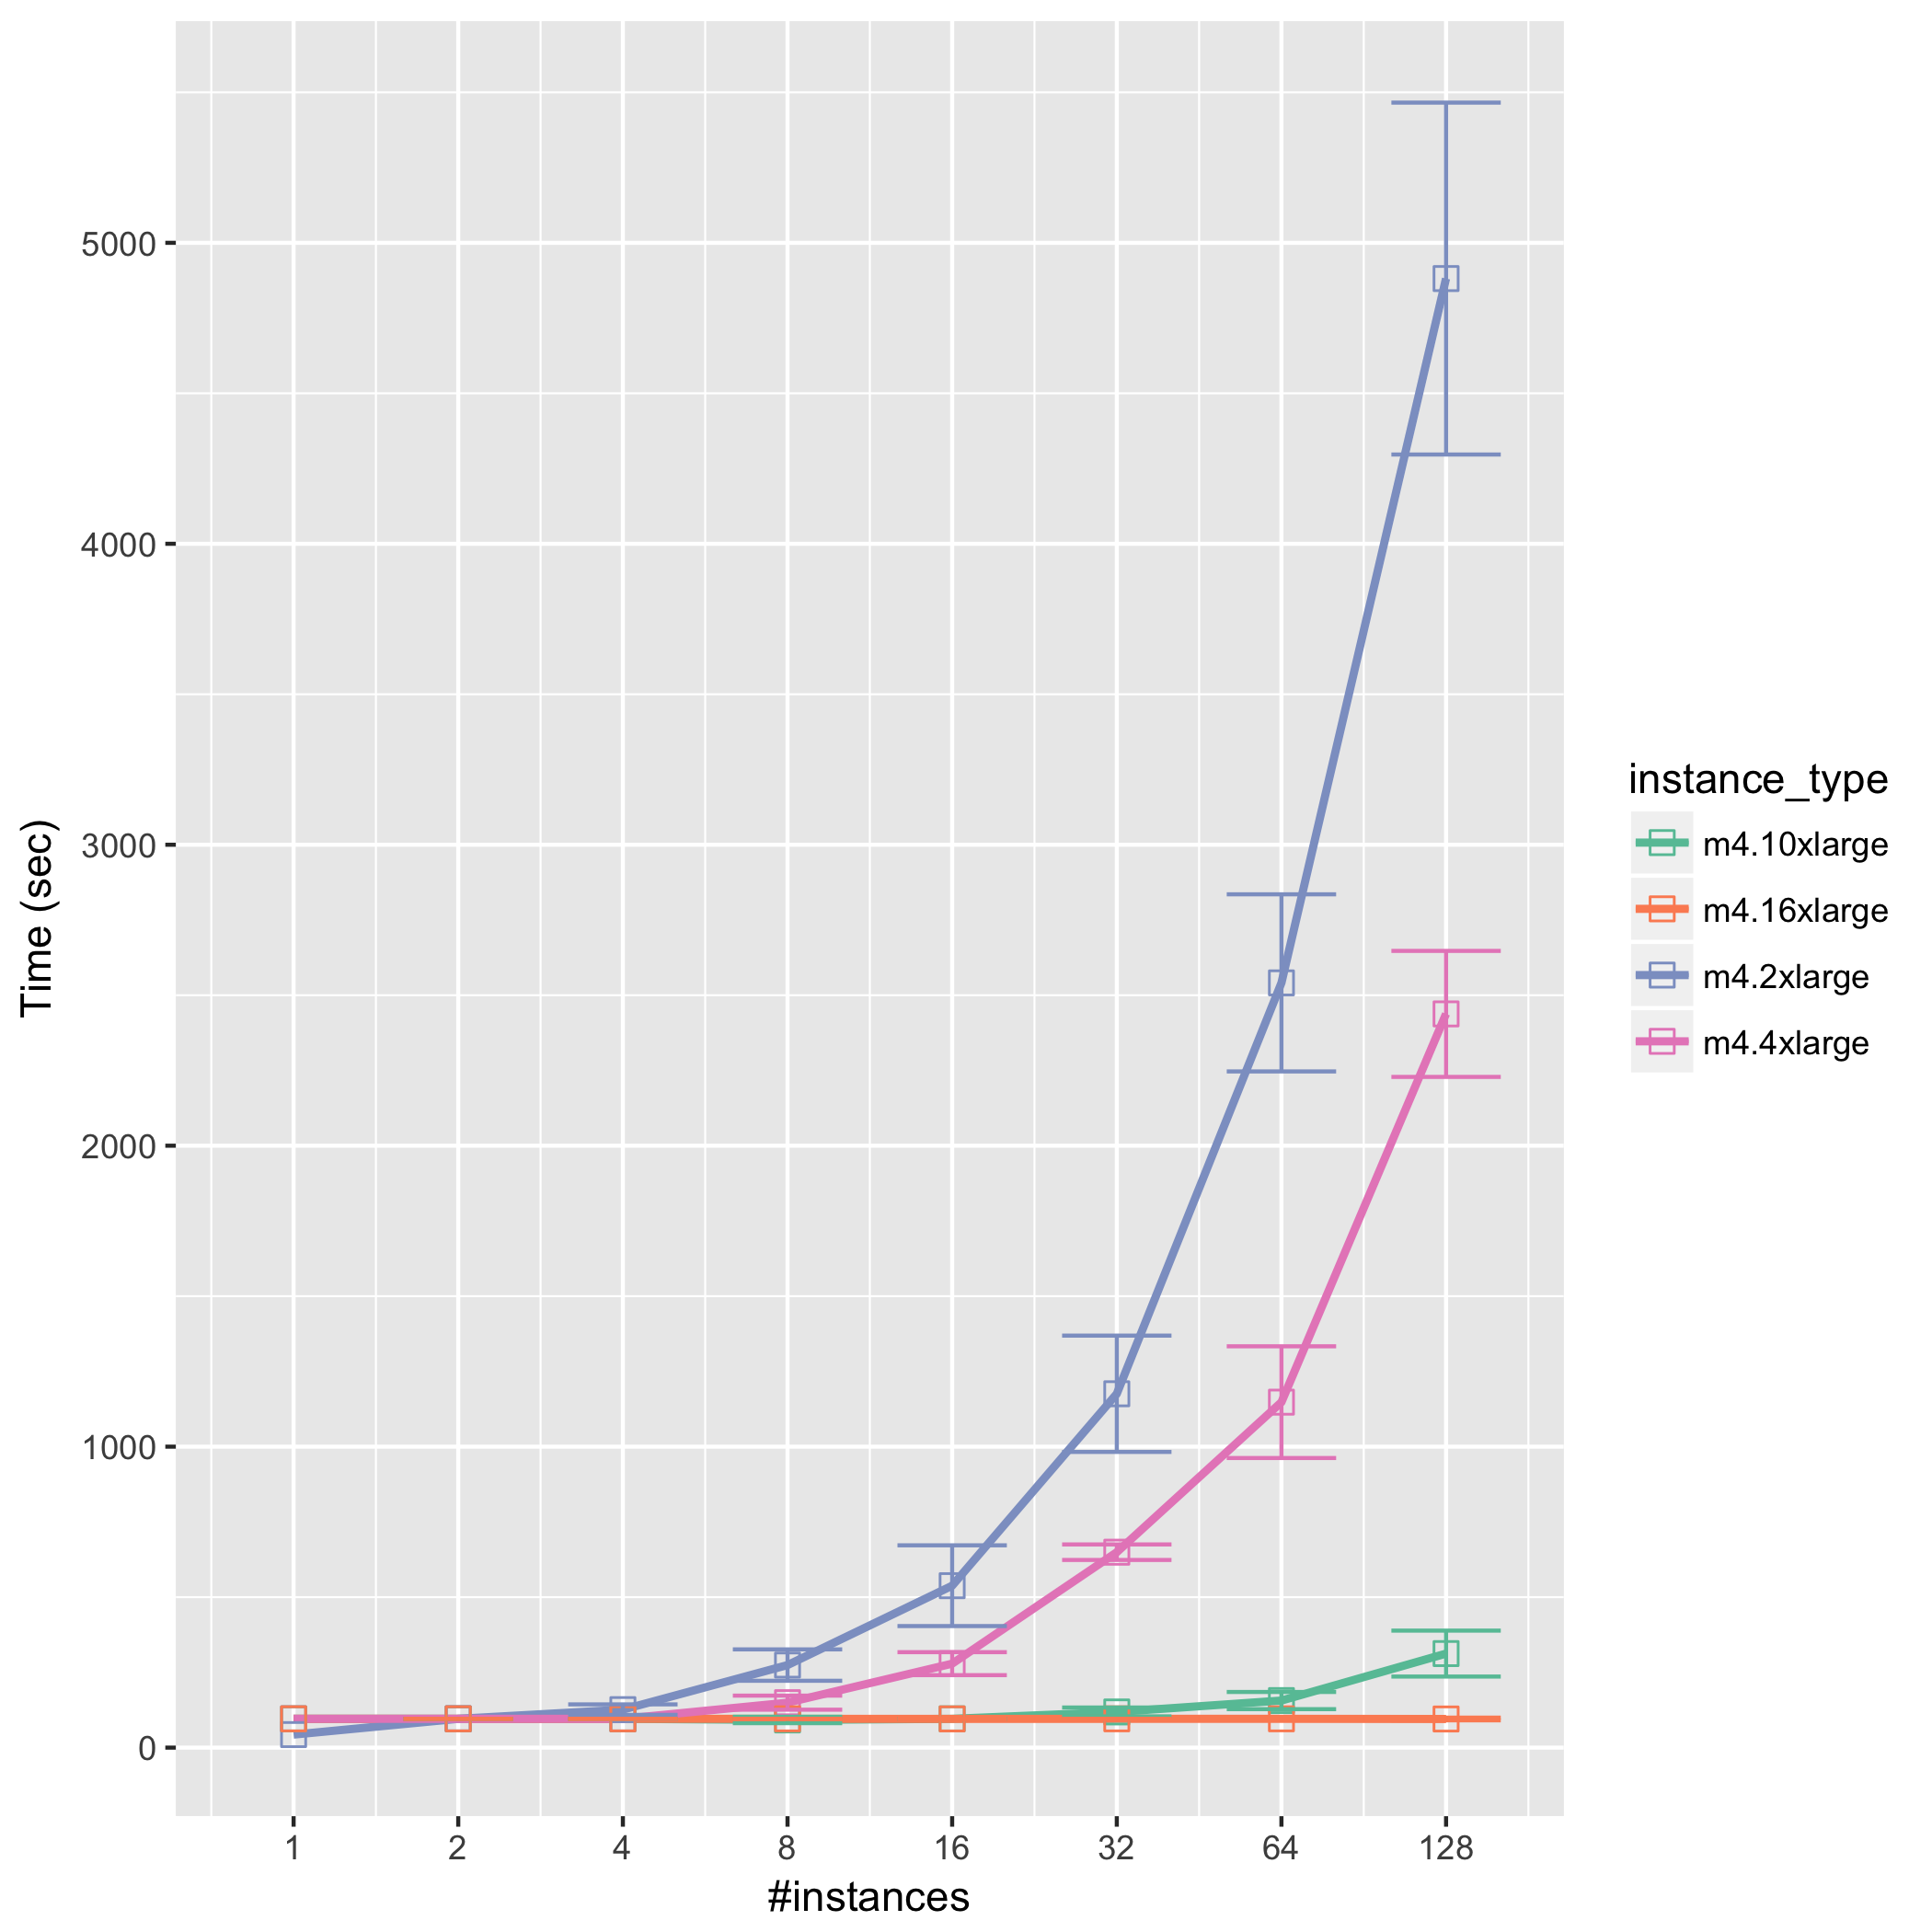 5000
4000
3000
2000
1000
0
Time (sec)
1 2 4 8 16 32 64 128
#instances
instance_type
m4.10xlarge
m4.16xlarge
m4.2xlarge
m4.4xlarge